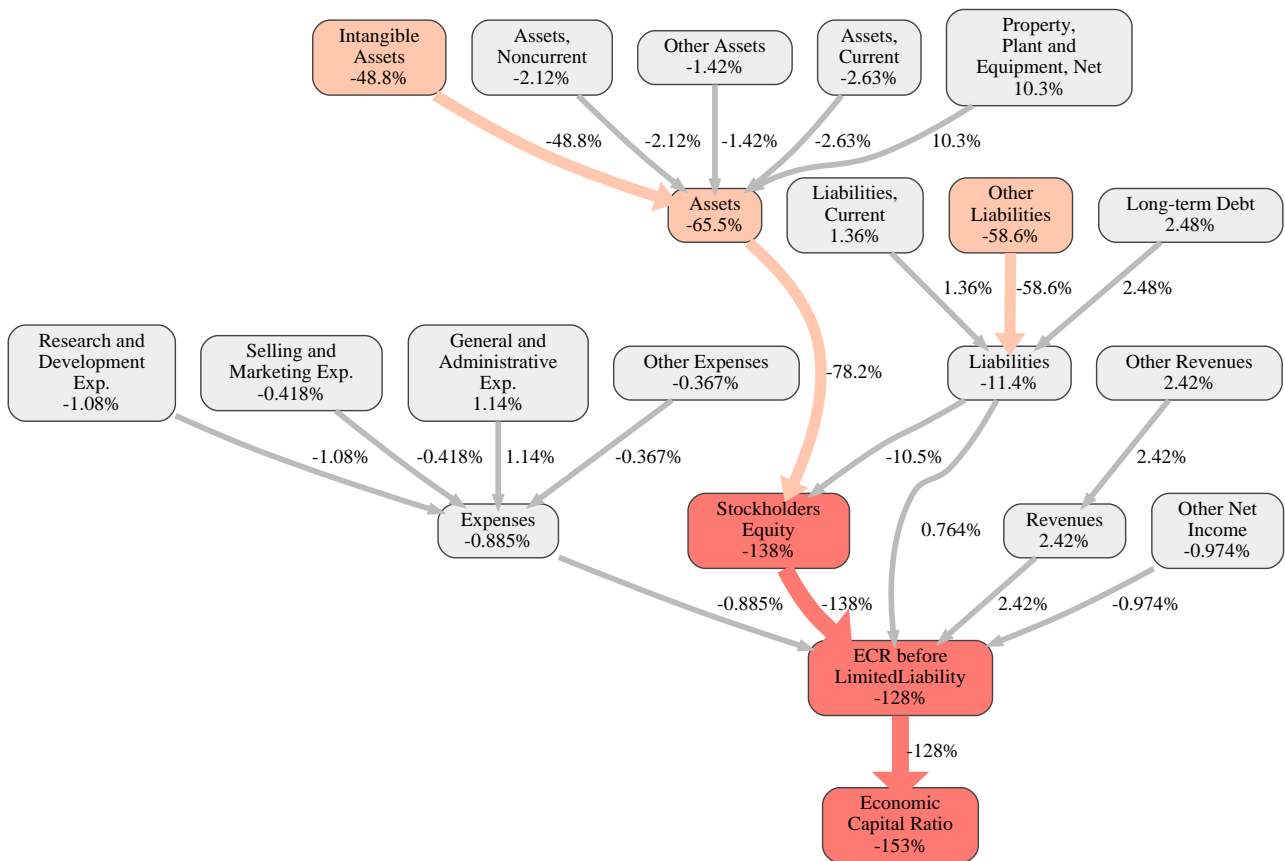 Intangible
Assets
-48.8%
Assets,
Noncurrent
-2.12%
Other Assets
-1.42%
Assets,
Current
-2.63%
Property,
Plant and
Equipment, Net
10.3%
-48.8%
-2.12%
-1.42%
-2.63%
10.3%
Assets
-65.5%
Liabilities,
Current
1.36%
Other
Liabilities
-58.6%
Long-term Debt
2.48%
1.36%
-58.6%
2.48%
Research and
Development
Exp.
-1.08%
Selling and
Marketing Exp.
-0.418%
General and
Administrative
Exp.
1.14%
Other Expenses
-0.367%
-78.2%
Liabilities
-11.4%
Other Revenues
2.42%
-1.08%
-0.418%
1.14%
-0.367%
-10.5%
2.42%
Expenses
-0.885%
Stockholders
Equity
-138%
0.764%
Revenues
2.42%
Other Net
Income
-0.974%
-0.885%
-138%
2.42%
-0.974%
ECR before
LimitedLiability
-128%
-128%
Economic
Capital Ratio
-153%